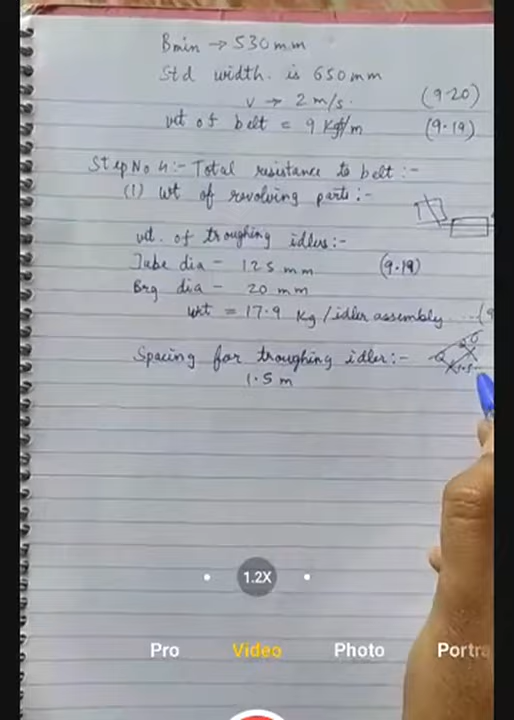 Bmin → 530 mm
Std width. is 650 mm
v → 2 m/s. (9.20)
wt of belt = 9 Kgf/m (9.19)
Step No 4:- Total resistance to belt :-
(1) wt of revolving parts :-
wt. of troughing idlers:-
Tube dia - 125 mm (9.19)
Brg dia - 20 mm
wt = 17.9 Kg/idler assembly ...(9
Spacing for troughing idler:-
1.5 m
1.2X
Pro Video Photo Portra